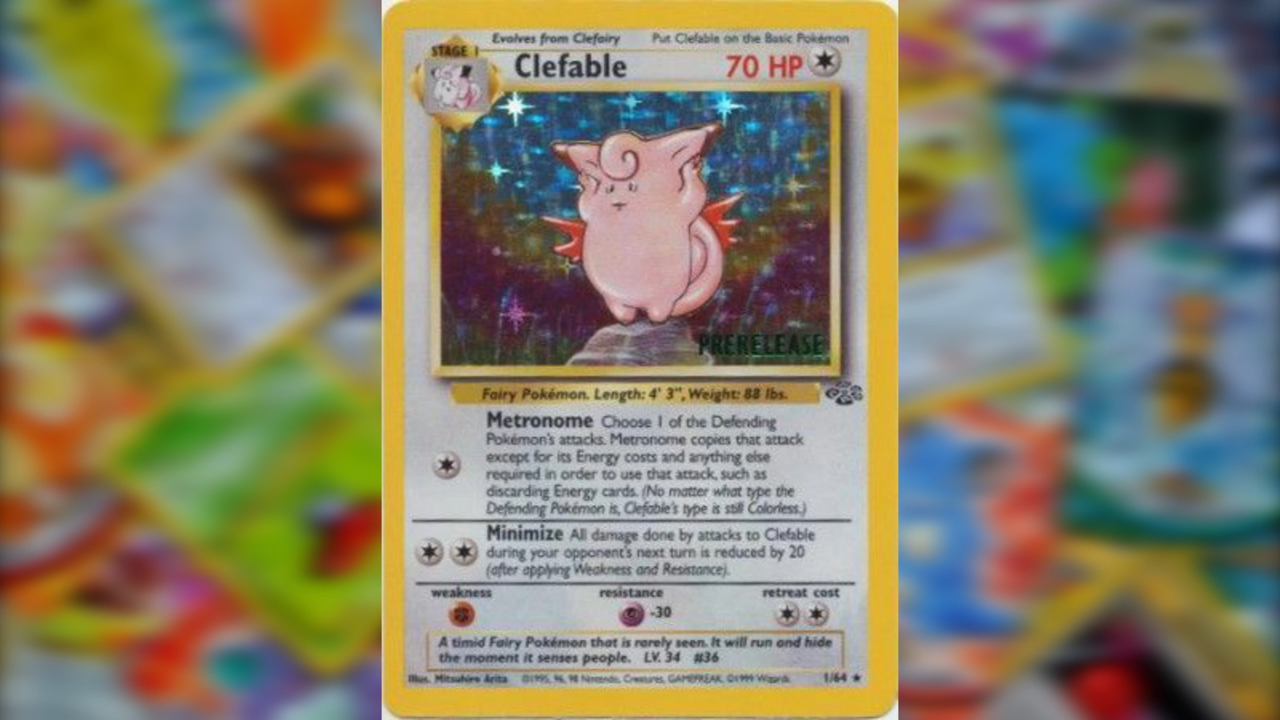 Evolves from Clefairy Put Clefable on the Basic Pokémon
STAGE 1
Clefable 70 HP
PRERELEASE
Fairy Pokémon. Length: 4' 3", Weight: 88 lbs.
Metronome Choose 1 of the Defending
Pokémon's attacks. Metronome copies that attack
except for its Energy costs and anything else
required in order to use that attack, such as
discarding Energy cards. (No matter what type the
Defending Pokémon is, Clefable's type is still Colorless.)
Minimize All damage done by attacks to Clefable
during your opponent's next turn is reduced by 20
(after applying Weakness and Resistance).
weakness resistance retreat cost
-30
A timid Fairy Pokémon that is rarely seen. It will run and hide
the moment it senses people. LV. 34 #36
Illus. Mitsuhiro Arita ©1995, 96, 98 Nintendo, Creatures, GAMEFREAK. ©1999 Wizards. 1/64